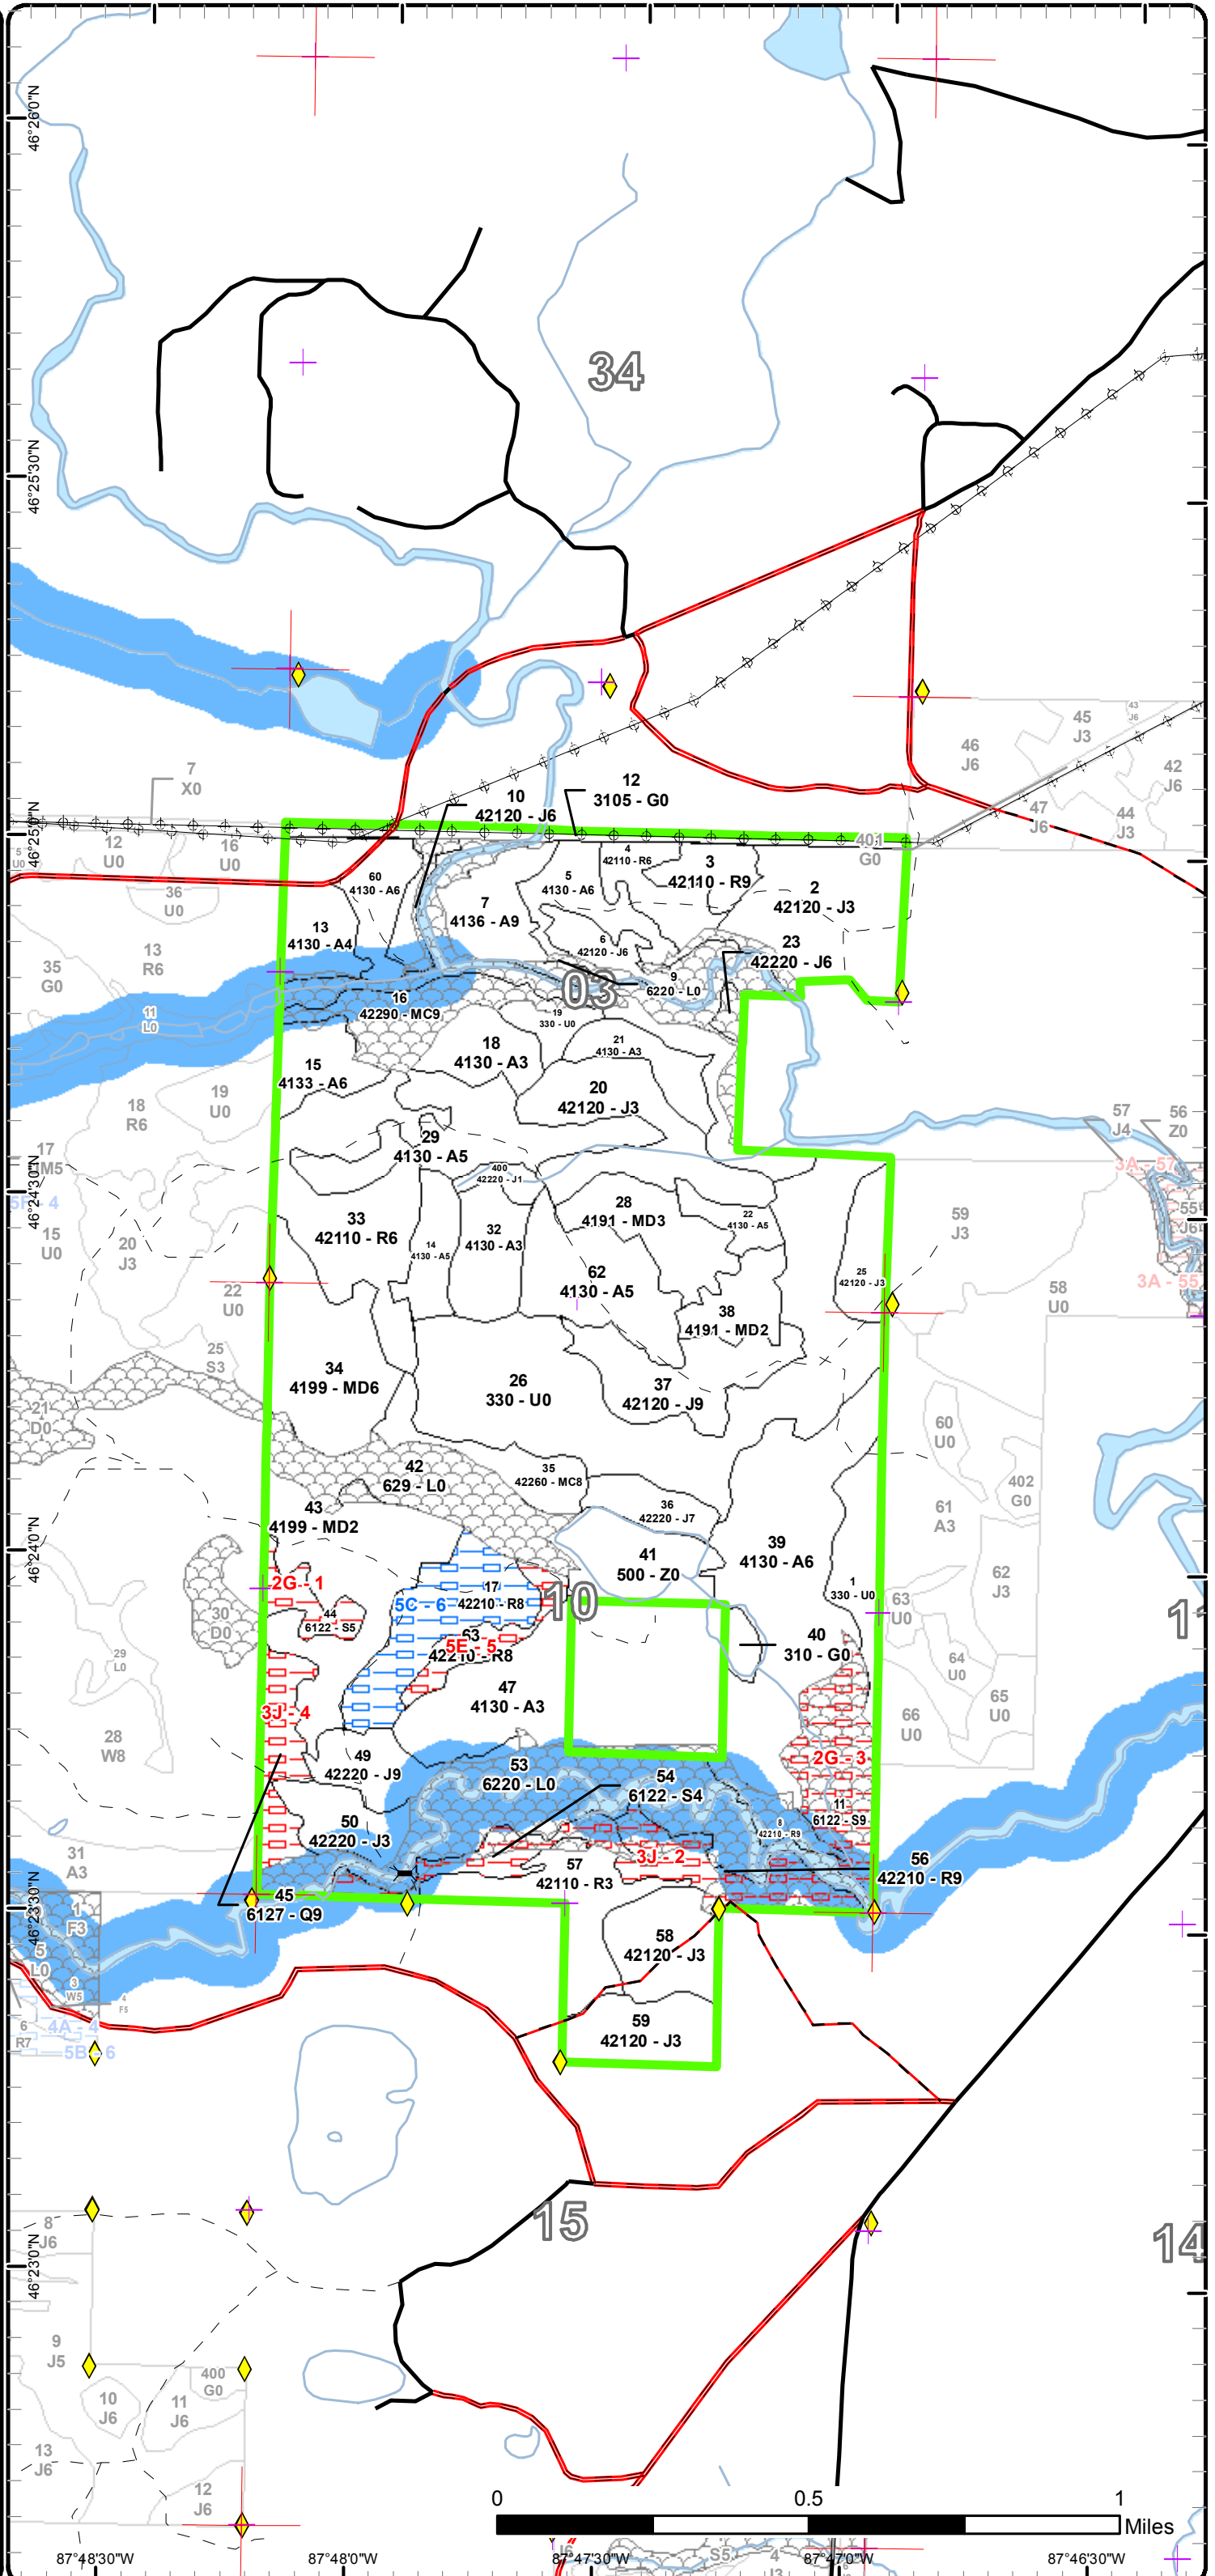 46°26'0"N
34
46°25'30"N
45
J3
43
J6
46
J6
42
J6
7
X0
12
3105 - G0
10
42120 - J6
47
J6
44
J3
46°25'0"N
12
U0
16
U0
5
U0
401
G0
4
42110 - R6
3
42110 - R9
60
4130 - A6
5
4130 - A6
2
42120 - J3
36
U0
7
4136 - A9
13
4130 - A4
6
42120 - J6
23
42220 - J6
13
R6
35
G0
9
6220 - L0
03
16
42290 - MC9
11
L0
19
330 - U0
18
4130 - A3
21
4130 - A3
15
4133 - A6
20
42120 - J3
19
U0
18
R6
57
J4
56
Z0
29
4130 - A5
17
M5
3A - 57
400
42220 - J1
46°24'30"N
28
4191 - MD3
22
4130 - A5
33
42110 - R6
32
4130 - A3
14
4130 - A5
59
J3
55
J6
15
U0
20
J3
62
4130 - A5
25
42120 - J3
3A - 55
22
U0
58
U0
38
4191 - MD2
25
S3
34
4199 - MD6
26
330 - U0
37
42120 - J9
21
D0
60
U0
42
629 - L0
35
42260 - MC8
402
G0
43
4199 - MD2
36
42220 - J7
61
A3
46°24'0"N
39
4130 - A6
41
500 - Z0
62
J3
2G - 1
17
42210 - R8
5C - 6
1
330 - U0
10
44
6122 - S5
30
D0
63
U0
63
42210 - R8
5E - 5
40
310 - G0
29
L0
64
U0
47
4130 - A3
65
U0
3J - 4
66
U0
28
W8
49
42220 - J9
53
6220 - L0
54
6122 - S4
2G - 3
11
6122 - S9
50
42220 - J3
8
42210 - R9
31
A3
3J - 2
57
42110 - R3
56
42210 - R9
45
6127 - Q9
46°23'30"N
1
F3
58
42120 - J3
5
L0
3
W5
4
F5
6
R7
4A - 4
5B - 6
59
42120 - J3
15
14
8
J6
46°23'0"N
9
J5
400
G0
10
J6
11
J6
13
J6
12
J6
0 0.5 1
Miles
87°48'30"W 87°48'0"W 87°47'30"W 87°47'0"W 87°46'30"W